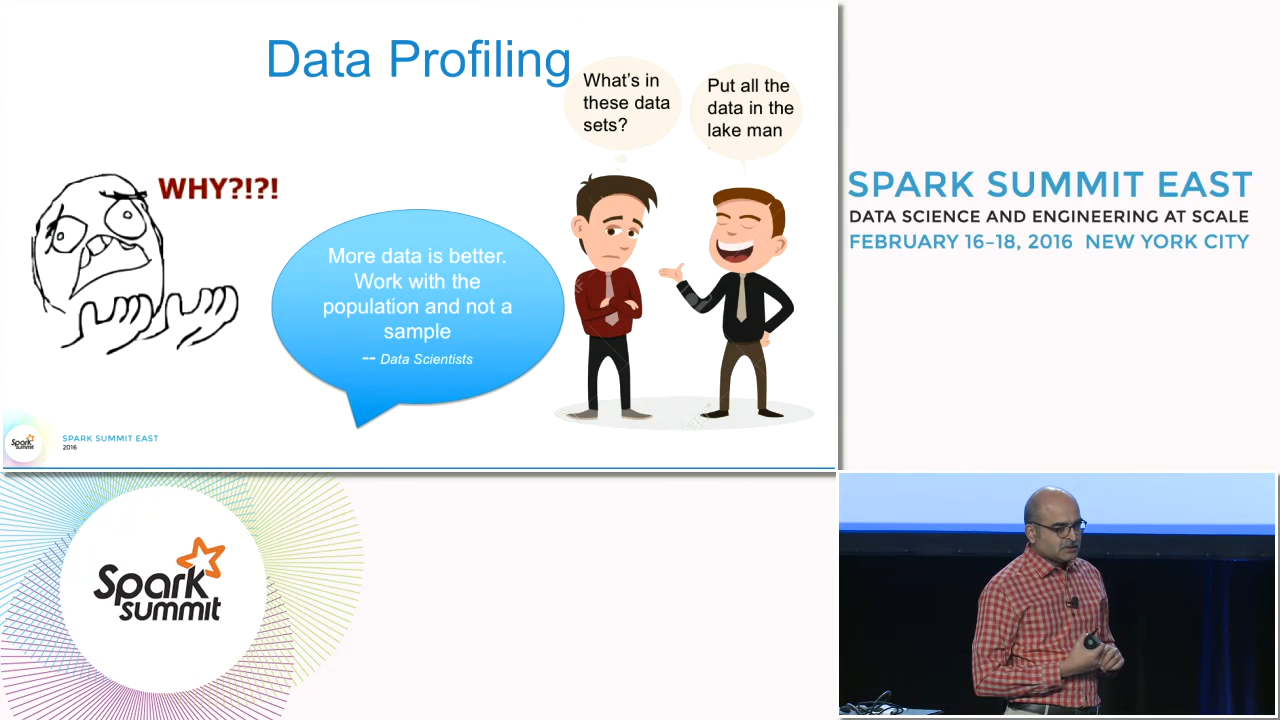 Data Profiling
What's in
these data
sets?
Put all the
data in the
lake man
WHY?!?!
More data is better.
Work with the
population and not a
sample
-- Data Scientists
Spark
summit
SPARK SUMMIT EAST
2016
SPARK SUMMIT EAST
DATA SCIENCE AND ENGINEERING AT SCALE
FEBRUARY 16–18, 2016 NEW YORK CITY
Spark
summit